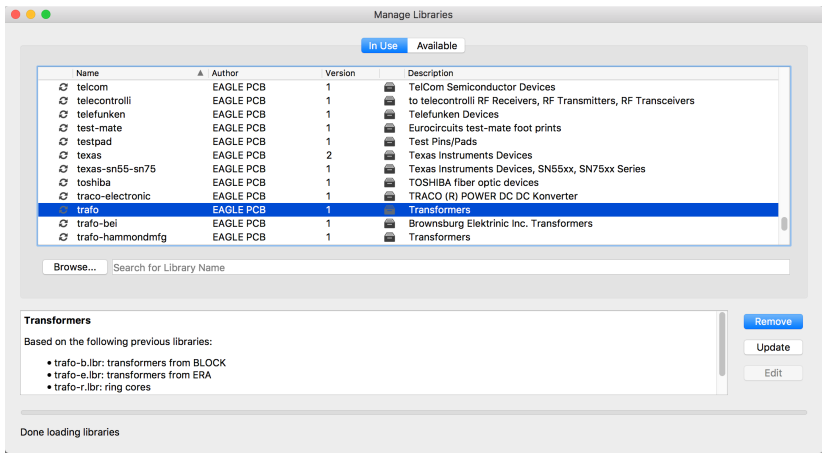 Manage Libraries
In Use Available
Name Author Version Description
telcom EAGLE PCB 1 TelCom Semiconductor Devices
telecontrolli EAGLE PCB 1 to telecontrolli RF Receivers, RF Transmitters, RF Transceivers
telefunken EAGLE PCB 1 Telefunken Devices
test-mate EAGLE PCB 1 Eurocircuits test-mate foot prints
testpad EAGLE PCB 1 Test Pins/Pads
texas EAGLE PCB 2 Texas Instruments Devices
texas-sn55-sn75 EAGLE PCB 1 Texas Instruments Devices, SN55xx, SN75xx Series
toshiba EAGLE PCB 1 TOSHIBA fiber optic devices
traco-electronic EAGLE PCB 1 TRACO (R) POWER DC DC Konverter
trafo EAGLE PCB 1 Transformers
trafo-bei EAGLE PCB 1 Brownsburg Elektrinic Inc. Transformers
trafo-hammondmfg EAGLE PCB 1 Transformers
Browse... Search for Library Name
Transformers
Based on the following previous libraries:
• trafo-b.lbr: transformers from BLOCK
• trafo-e.lbr: transformers from ERA
• trafo-r.lbr: ring cores
Remove
Update
Edit
Done loading libraries